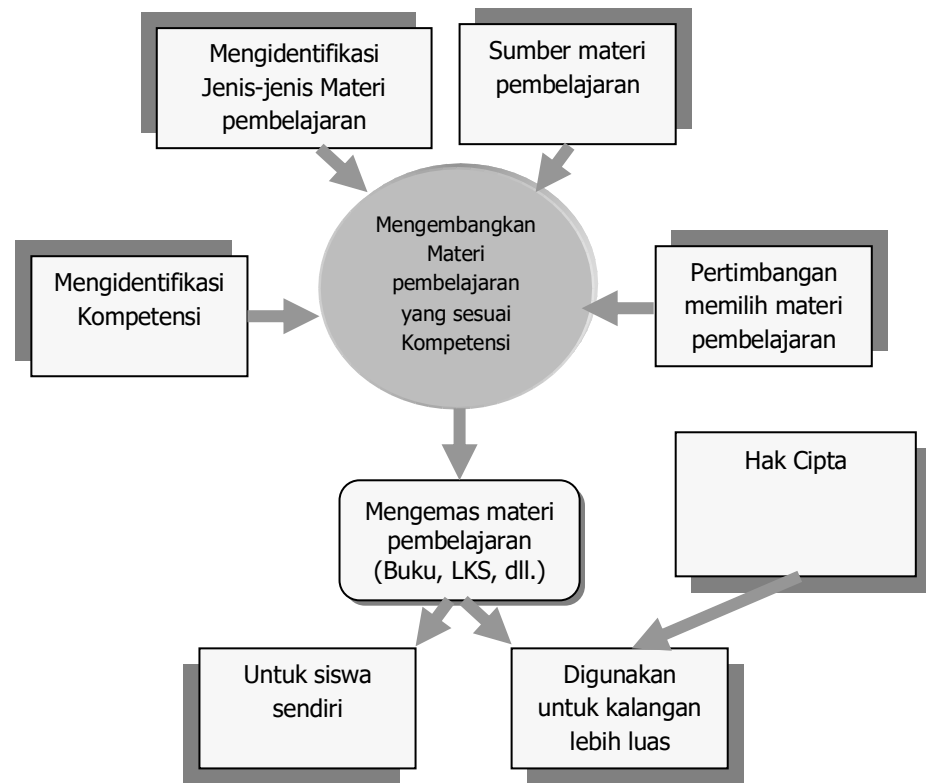 Mengidentifikasi
Jenis-jenis Materi
pembelajaran
Sumber materi
pembelajaran
Mengidentifikasi
Kompetensi
Mengembangkan
Materi
pembelajaran
yang sesuai
Kompetensi
Pertimbangan
memilih materi
pembelajaran
Hak Cipta
Mengemas materi
pembelajaran
(Buku, LKS, dll.)
Untuk siswa
sendiri
Digunakan
untuk kalangan
lebih luas